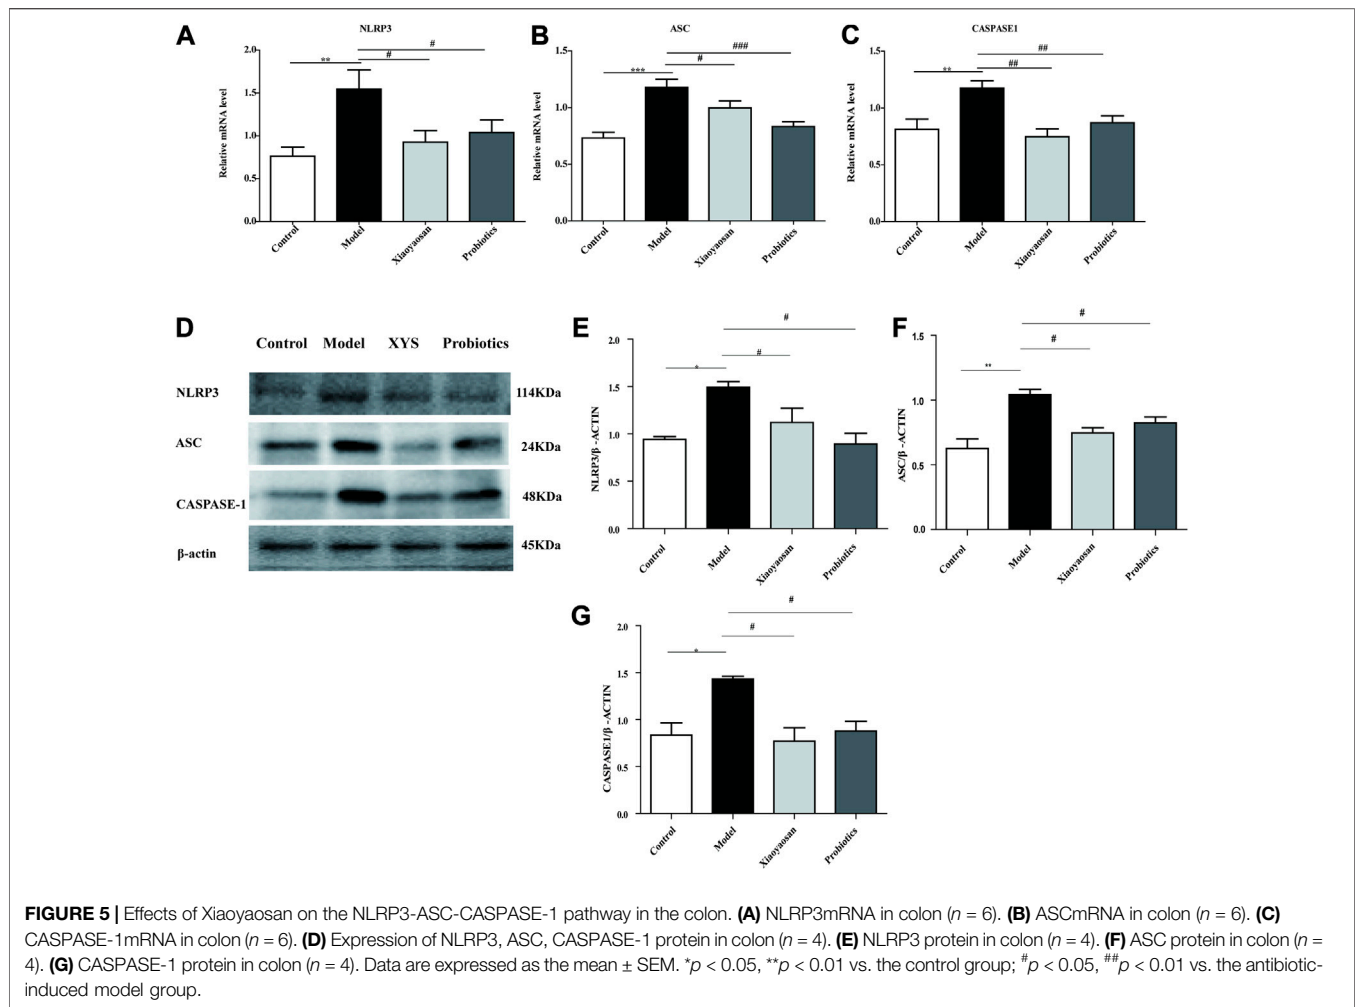 A
NLRP3
Relative mRNA level
2.0
1.5
1.0
0.5
0.0
**
#
#
Control
Model
Xiaoyaosan
Probiotics
B
ASC
Relative mRNA level
1.5
1.0
0.5
0.0
***
#
###
Control
Model
Xiaoyaosan
Probiotics
C
CASPASE1
Relative mRNA level
1.5
1.0
0.5
0.0
**
##
##
Control
Model
Xiaoyaosan
Probiotics
D
Control Model XYS Probiotics
NLRP3 114KDa
ASC 24KDa
CASPASE-1 48KDa
β-actin 45KDa
E
NLRP3/β -ACTIN
2.0
1.5
1.0
0.5
0.0
*
#
#
Control
Model
Xiaoyaosan
Probiotics
F
ASC/β -ACTIN
1.5
1.0
0.5
0.0
**
#
#
Control
Model
Xiaoyaosan
Probiotics
G
CASPASE1/β -ACTIN
2.0
1.5
1.0
0.5
0.0
*
#
#
Control
Model
Xiaoyaosan
Probiotics
FIGURE 5 | Effects of Xiaoyaosan on the NLRP3-ASC-CASPASE-1 pathway in the colon. (A) NLRP3mRNA in colon (n = 6). (B) ASCmRNA in colon (n = 6). (C)
CASPASE-1mRNA in colon (n = 6). (D) Expression of NLRP3, ASC, CASPASE-1 protein in colon (n = 4). (E) NLRP3 protein in colon (n = 4). (F) ASC protein in colon (n =
4). (G) CASPASE-1 protein in colon (n = 4). Data are expressed as the mean ± SEM. *p < 0.05, **p < 0.01 vs. the control group; #p < 0.05, ##p < 0.01 vs. the antibiotic-
induced model group.